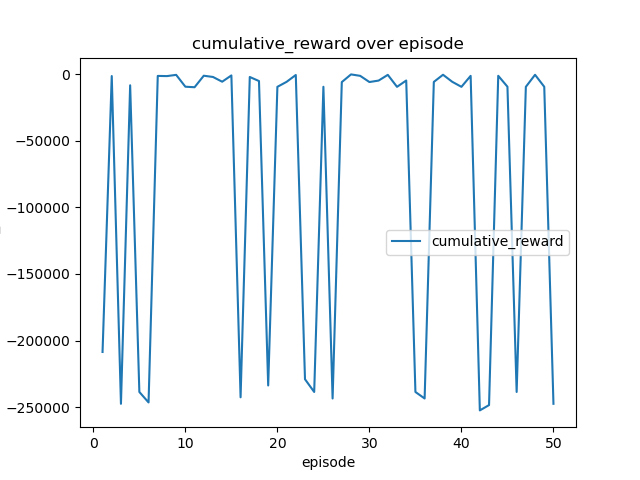 cumulative_reward over episode
0
−50000
−100000
−150000
−200000
−250000
cumulative_reward
0 10 20 30 40 50
episode